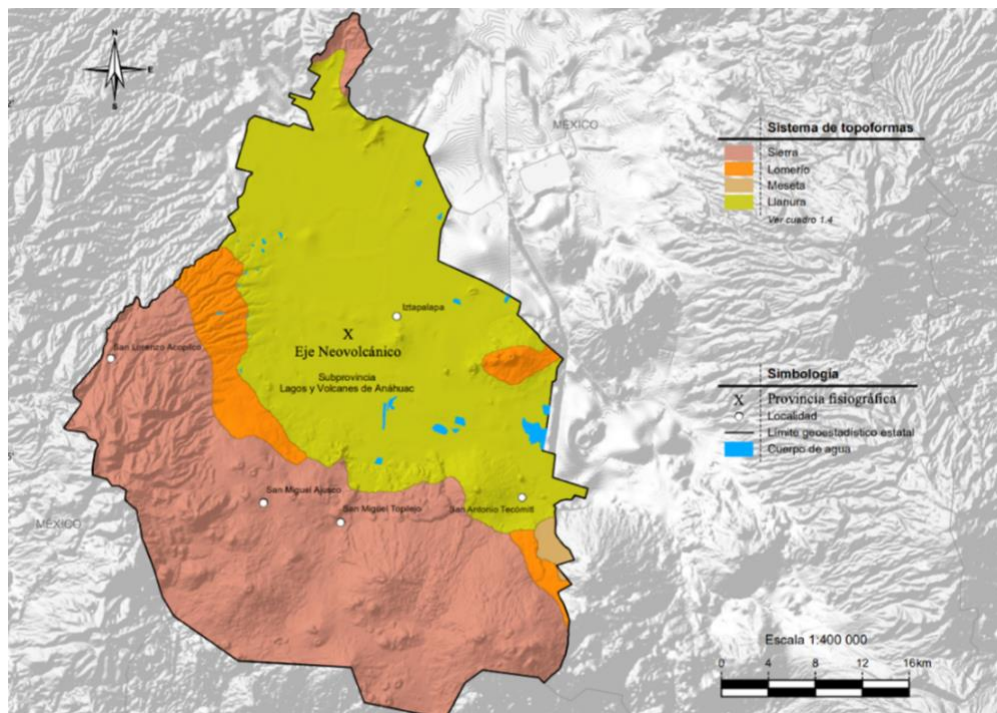 N
E
S
MÉXICO
Sistema de topoformas
Sierra
Lomerío
Meseta
Llanura
Ver cuadro 1.4
Iztapalapa
X
Eje Neovolcánico
San Lorenzo Acopilco
Subprovincia
Lagos y Volcanes de Anáhuac
Simbología
X Provincia fisiográfica
Localidad
Límite geoestadístico estatal
Cuerpo de agua
San Miguel Ajusco
San Miguel Topilejo
San Antonio Tecómitl
MÉXICO
Escala 1:400 000
0 4 8 12 16km